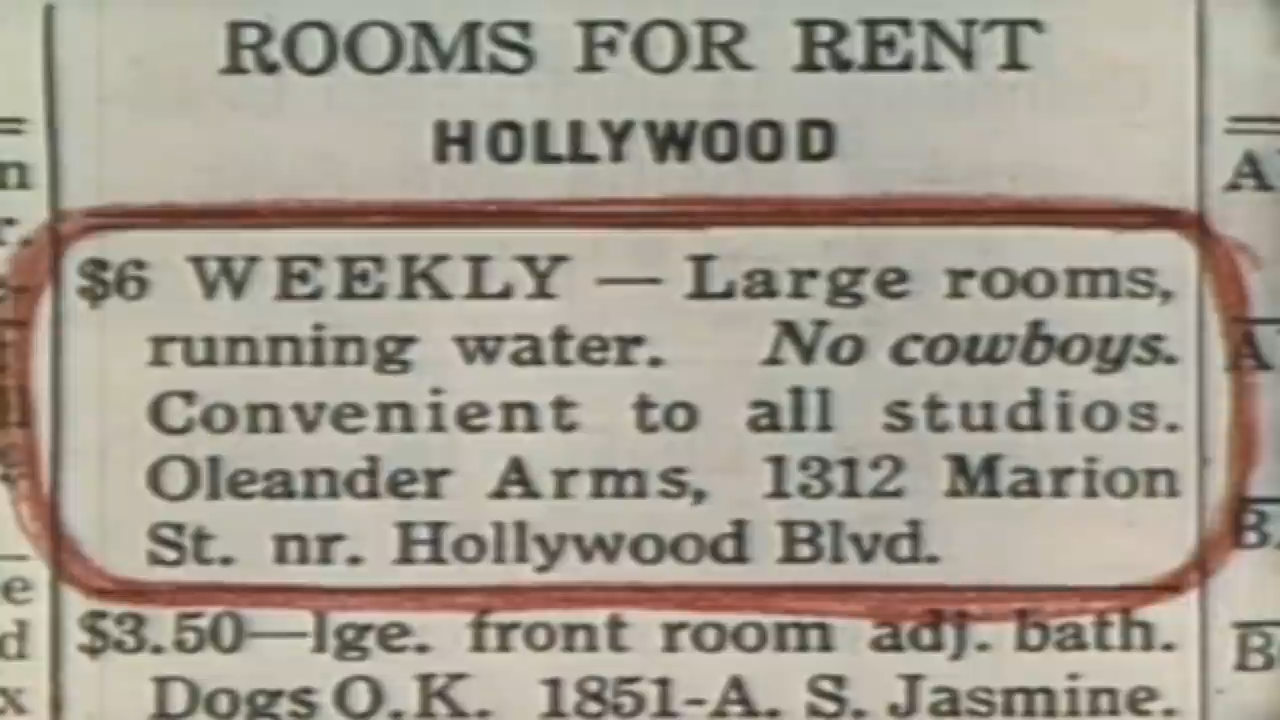 ROOMS FOR RENT
HOLLYWOOD
$6 WEEKLY — Large rooms,
running water. No cowboys.
Convenient to all studios.
Oleander Arms, 1312 Marion
St. nr. Hollywood Blvd.
$3.50—lge. front room adj. bath.
Dogs O.K. 1851-A. S. Jasmine.